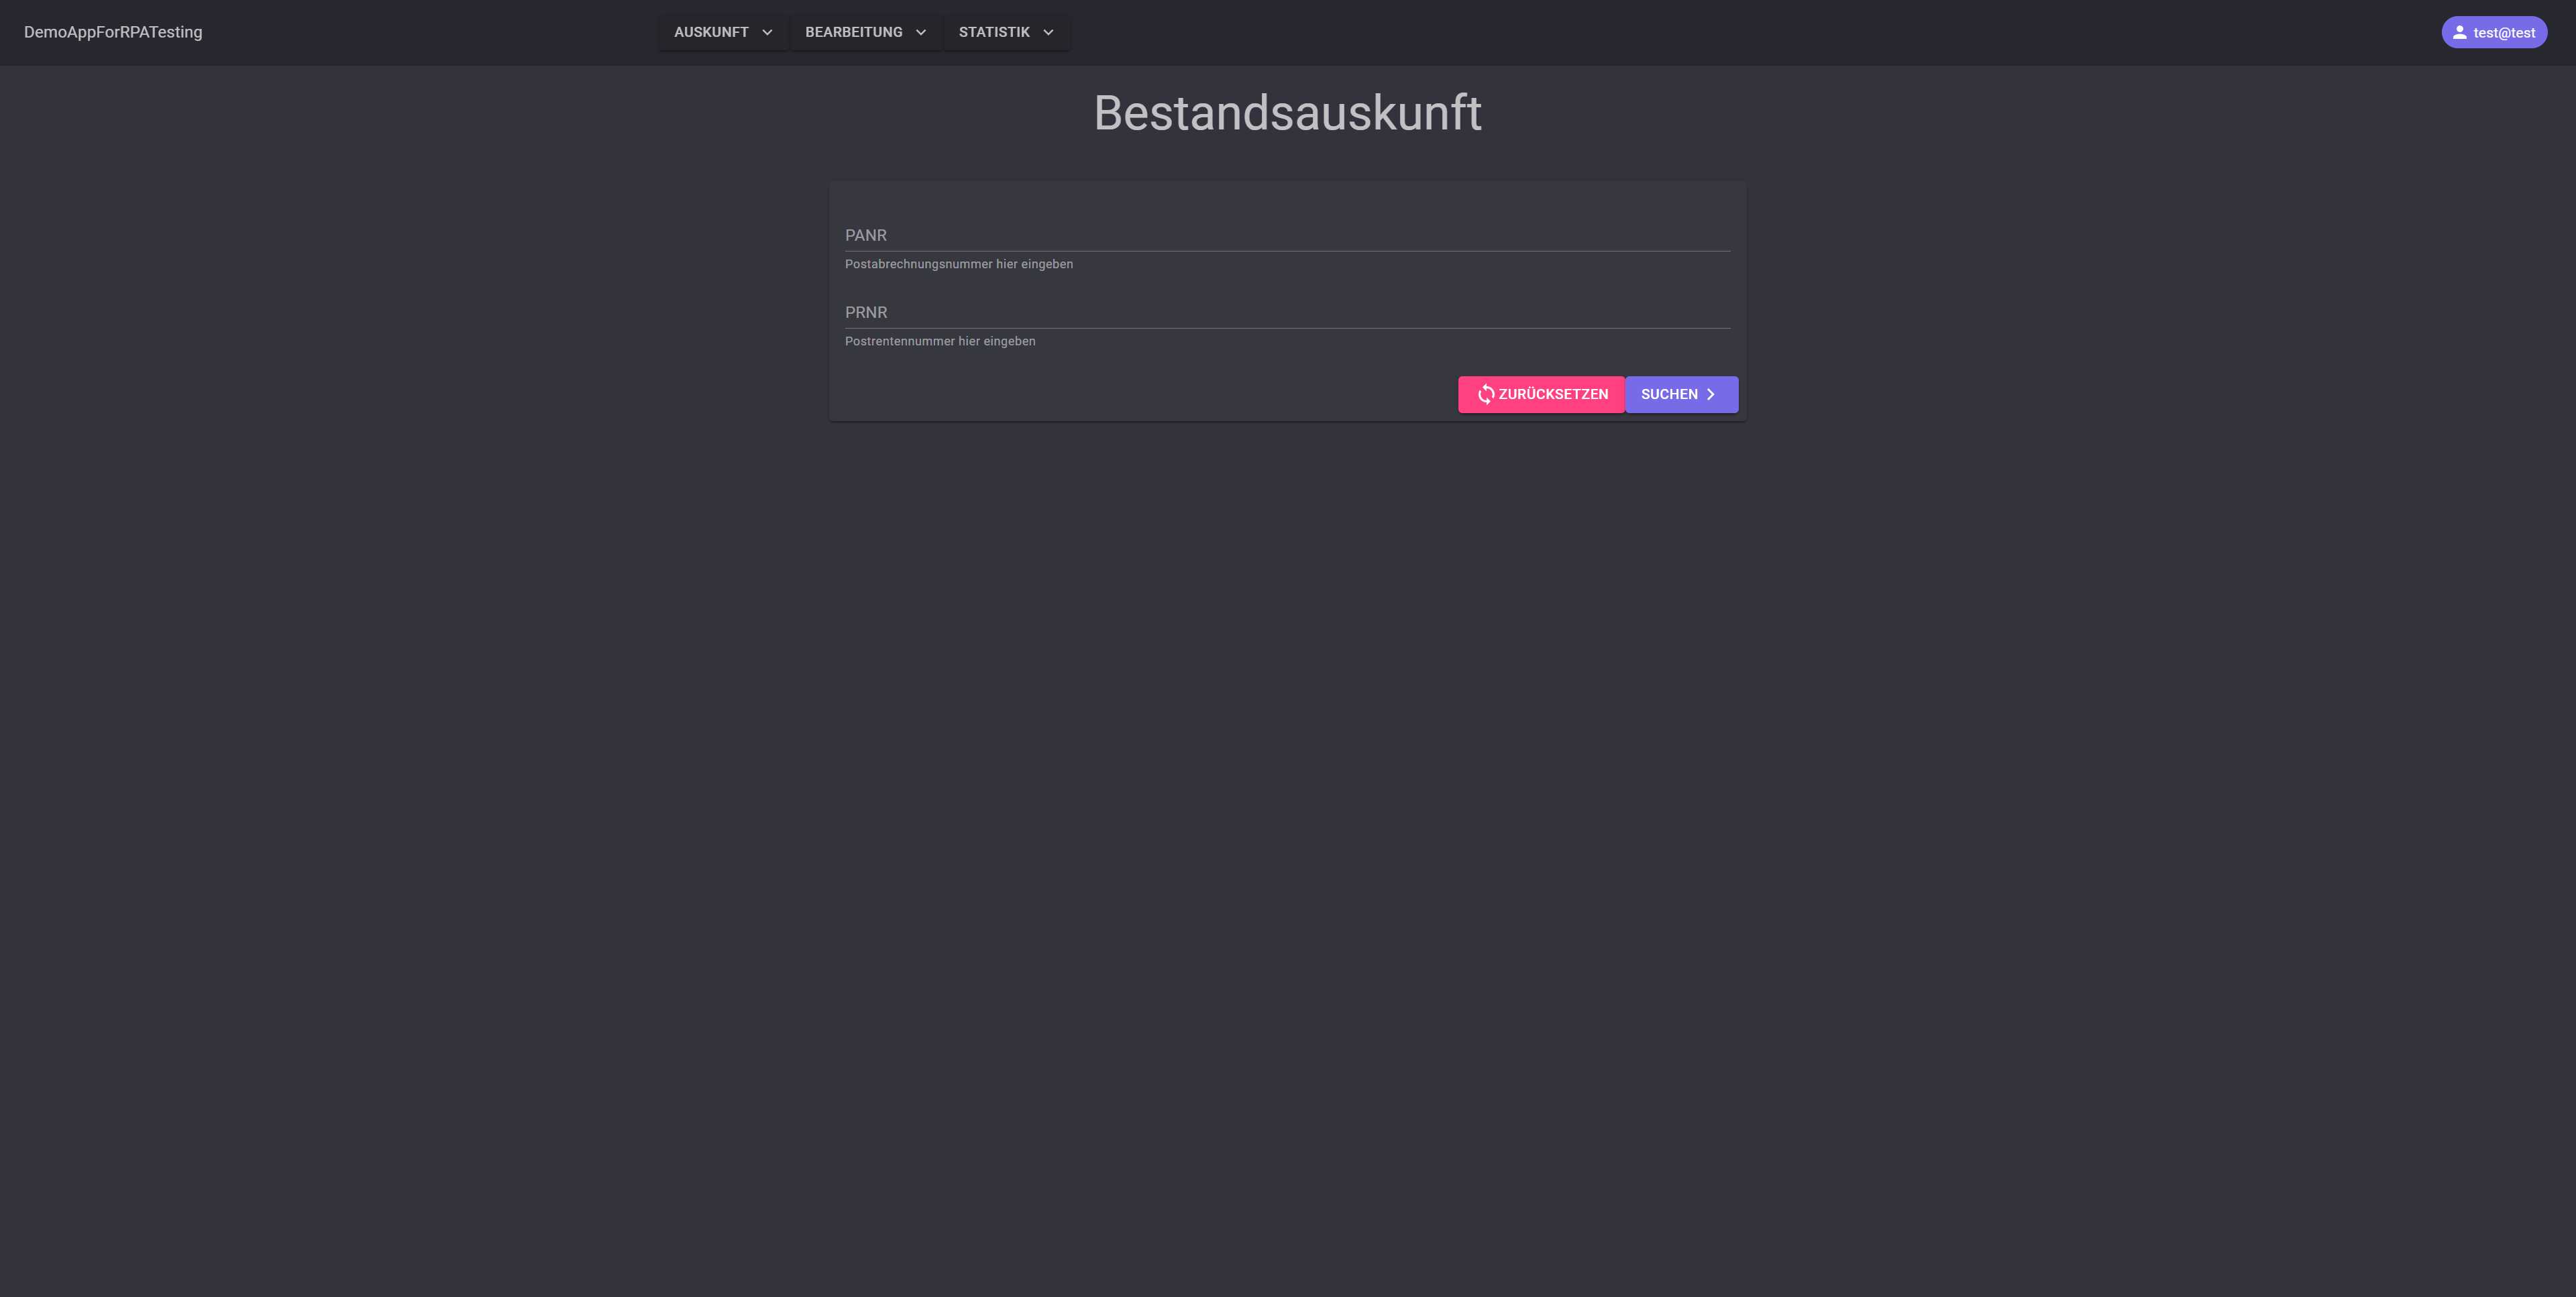 DemoAppForRPATesting
AUSKUNFT
BEARBEITUNG
STATISTIK
test@test
Bestandsauskunft
PANR
Postabrechnungsnummer hier eingeben
PRNR
Postrentennummer hier eingeben
ZURÜCKSETZEN
SUCHEN